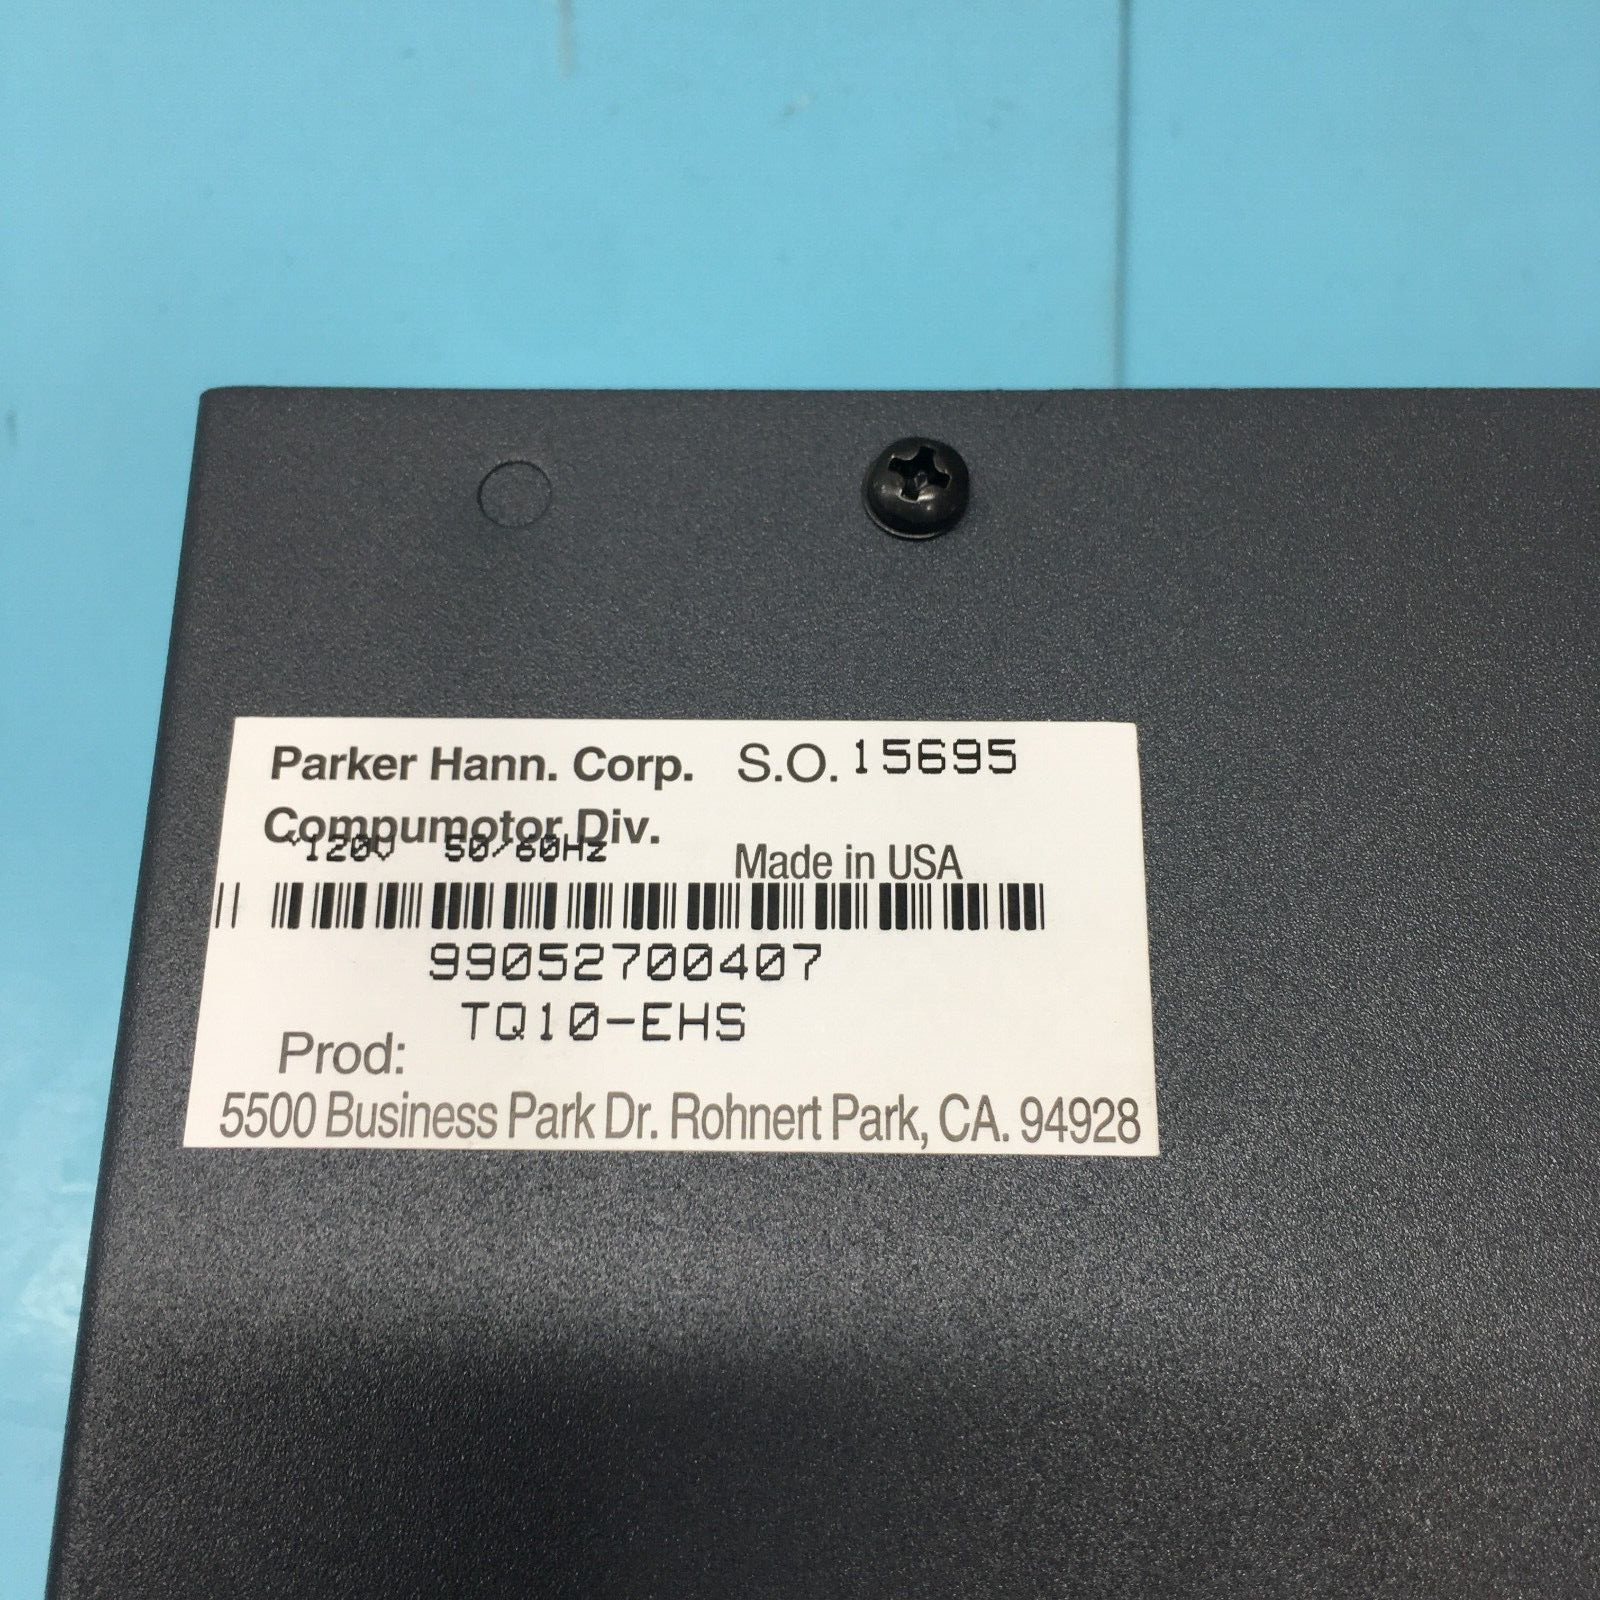 Parker Hann. Corp. S.O. 15695
Compumotor Div.
120V 50/60Hz
Made in USA
99052700407
TQ10-EHS
Prod:
5500 Business Park Dr. Rohnert Park, CA. 94928